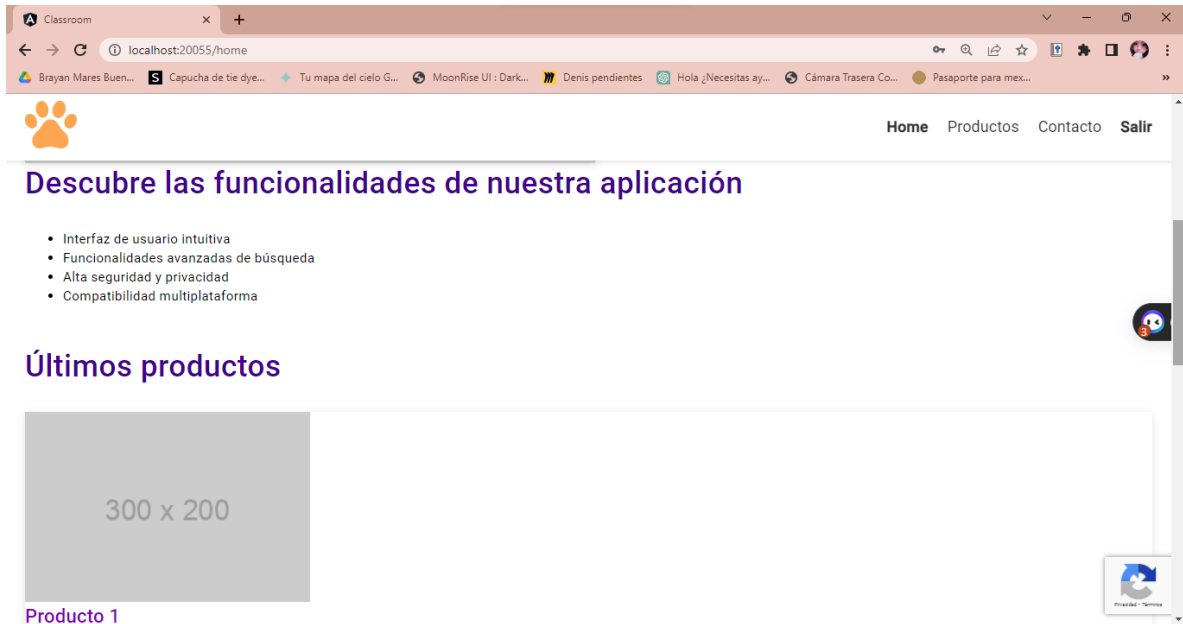 Classroom
localhost:20055/home
Brayan Mares Buen...
S
Capucha de tie dye...
Tu mapa del cielo G...
MoonRise UI : Dark...
Denis pendientes
Hola ¿Necesitas ay...
Cámara Trasera Co...
Pasaporte para mex...
»
Home
Productos
Contacto
Salir
Descubre las funcionalidades de nuestra aplicación
• Interfaz de usuario intuitiva
• Funcionalidades avanzadas de búsqueda
• Alta seguridad y privacidad
• Compatibilidad multiplataforma
3
Últimos productos
300 x 200
Privacidad - Términos
Producto 1